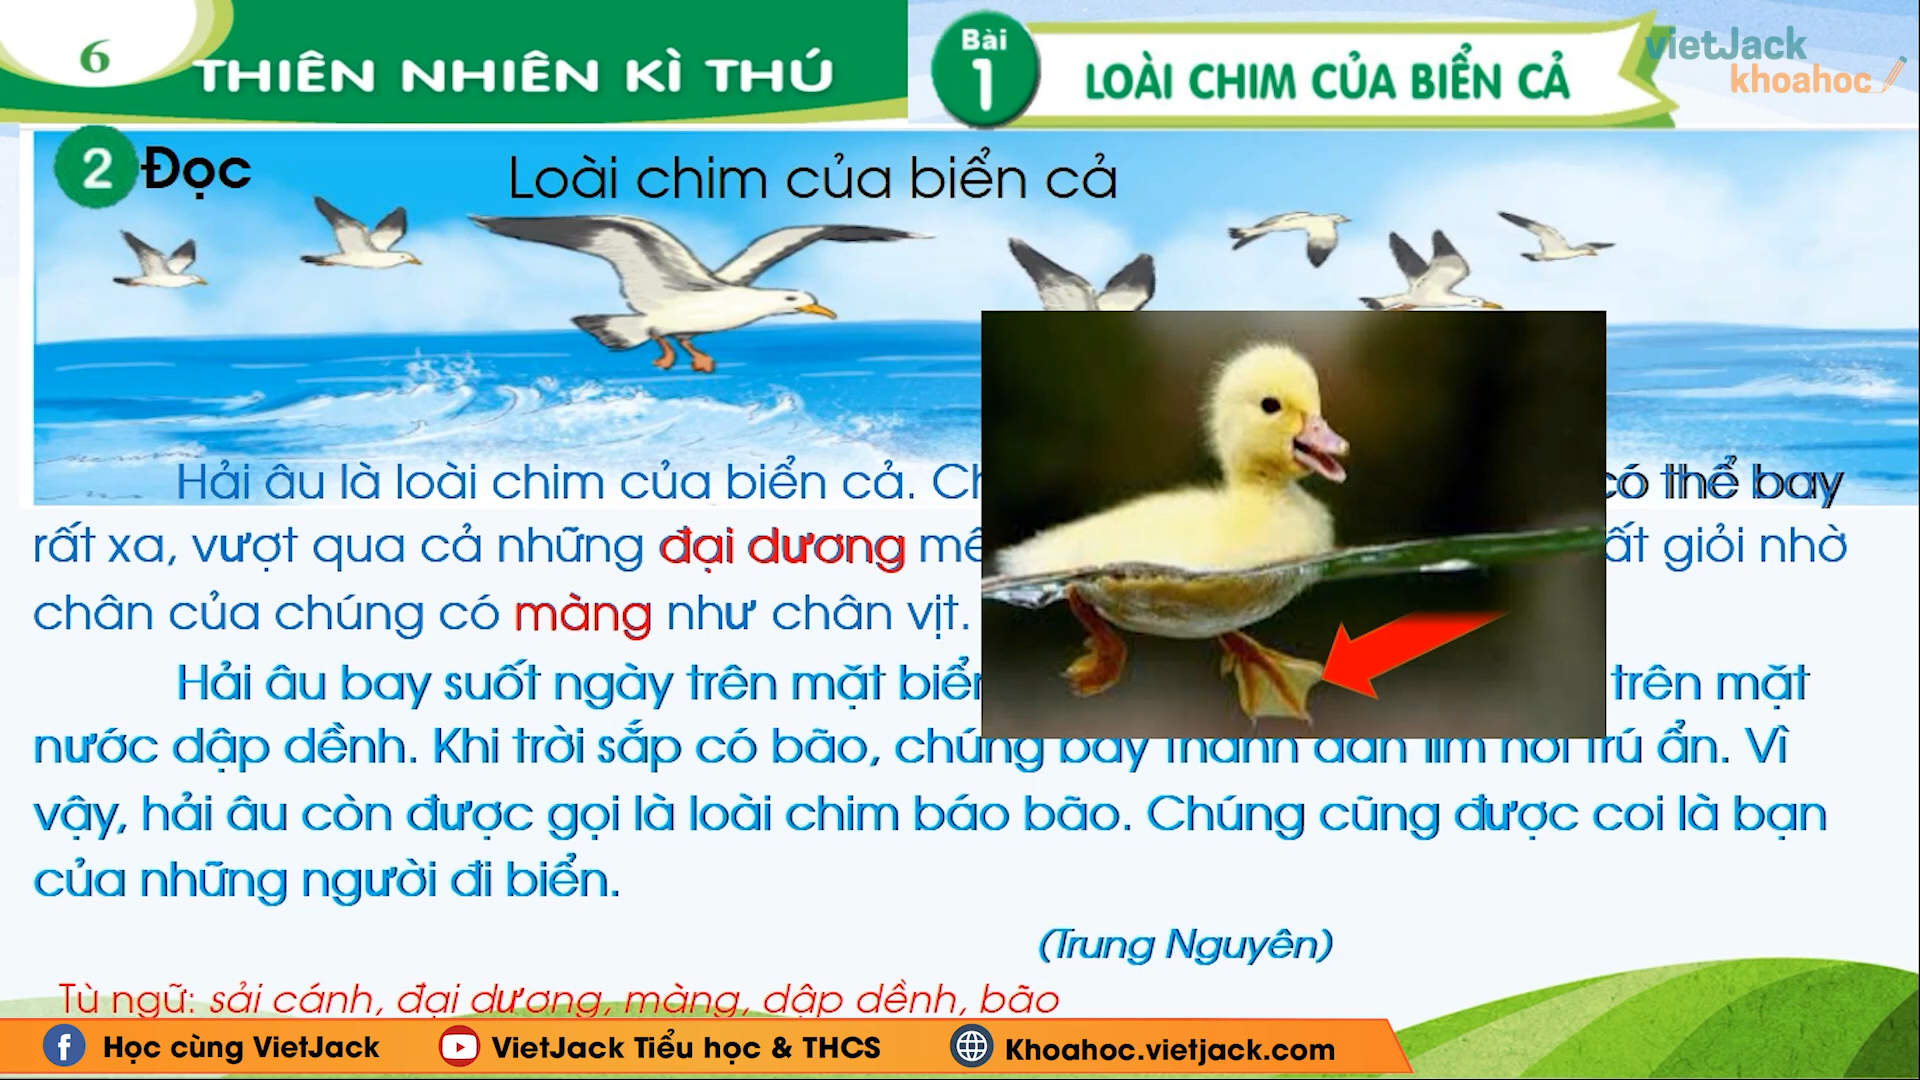 6
THIÊN NHIÊN KÌ THÚ
Bài
1
LOÀI CHIM CỦA BIỂN CẢ
vietJack
khoahoc
2 Đọc
Loài chim của biển cả
Hải âu là loài chim của biển cả. có thể bay
rất xa, vượt qua cả những đại dương giỏi nhờ
chân của chúng có màng như chân vịt.
Hải âu bay suốt ngày trên mặt trên mặt
nước dập dềnh. Khi trời sắp có bão, chúng bay thành đàn tìm nơi trú ẩn. Vì
vậy, hải âu còn được gọi là loài chim báo bão. Chúng cũng được coi là bạn
của những người đi biển.
(Trung Nguyên)
Từ ngữ: sải cánh, đại dương, màng, dập dềnh, bão
Học cùng VietJack
VietJack Tiểu học & THCS
Khoahoc.vietjack.com